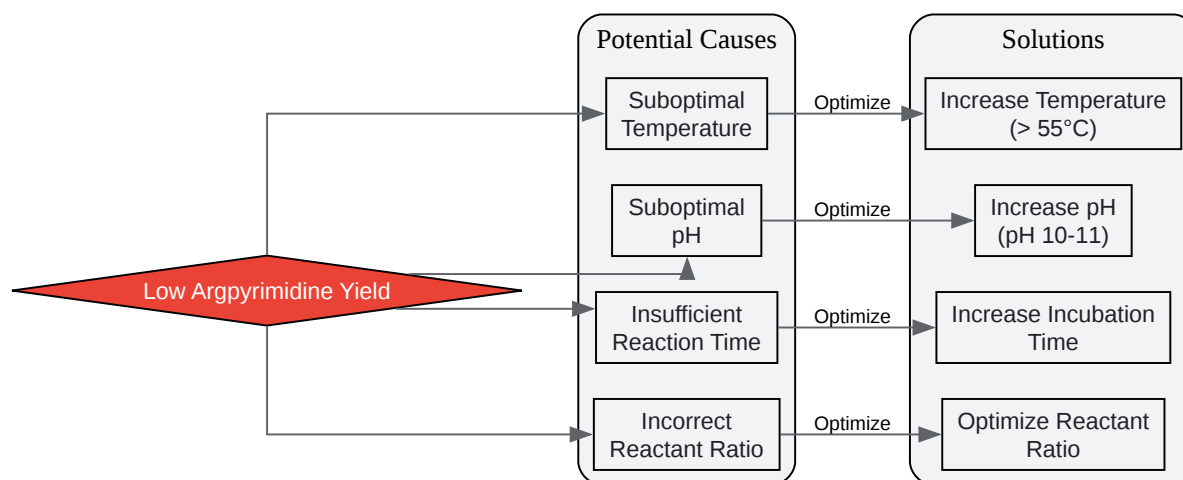 Potential Causes
Solutions
Suboptimal
Temperature
Optimize
Increase Temperature
(> 55°C)
Suboptimal
pH
Optimize
Increase pH
(pH 10-11)
Low Argpyrimidine Yield
Insufficient
Reaction Time
Optimize
Increase Incubation
Time
Incorrect
Reactant Ratio
Optimize
Optimize Reactant
Ratio